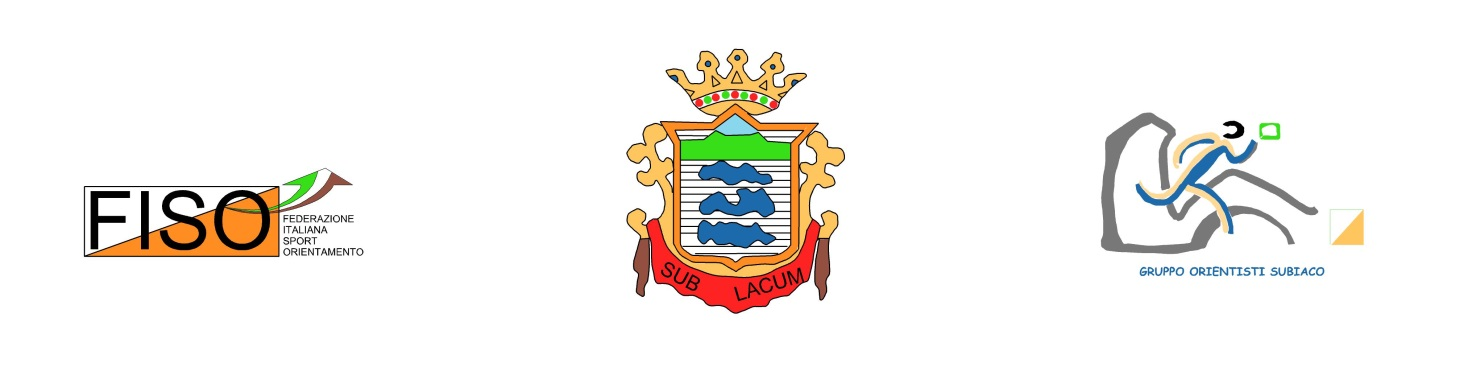 FISO
FEDERAZIONE
ITALIANA
SPORT
ORIENTAMENTO
SUB LACUM
GRUPPO ORIENTISTI SUBIACO